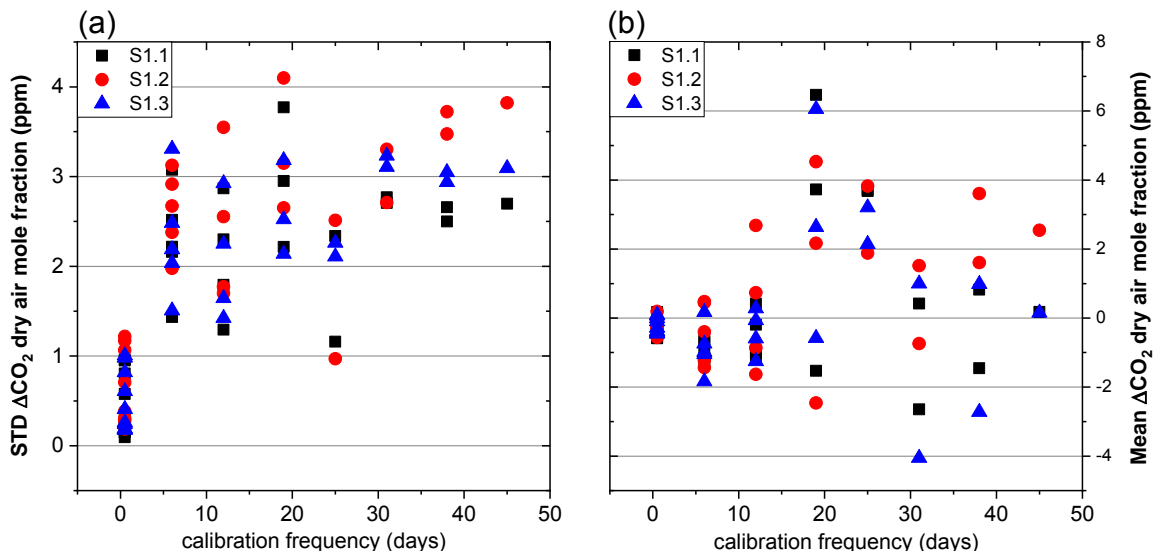 (a)
S1.1
S1.2
S1.3
4
3
2
1
0
STD ΔCO₂ dry air mole fraction (ppm)
0 10 20 30 40 50
calibration frequency (days)
(b)
S1.1
S1.2
S1.3
8
6
4
2
0
-2
-4
Mean ΔCO₂ dry air mole fraction (ppm)
0 10 20 30 40 50
calibration frequency (days)